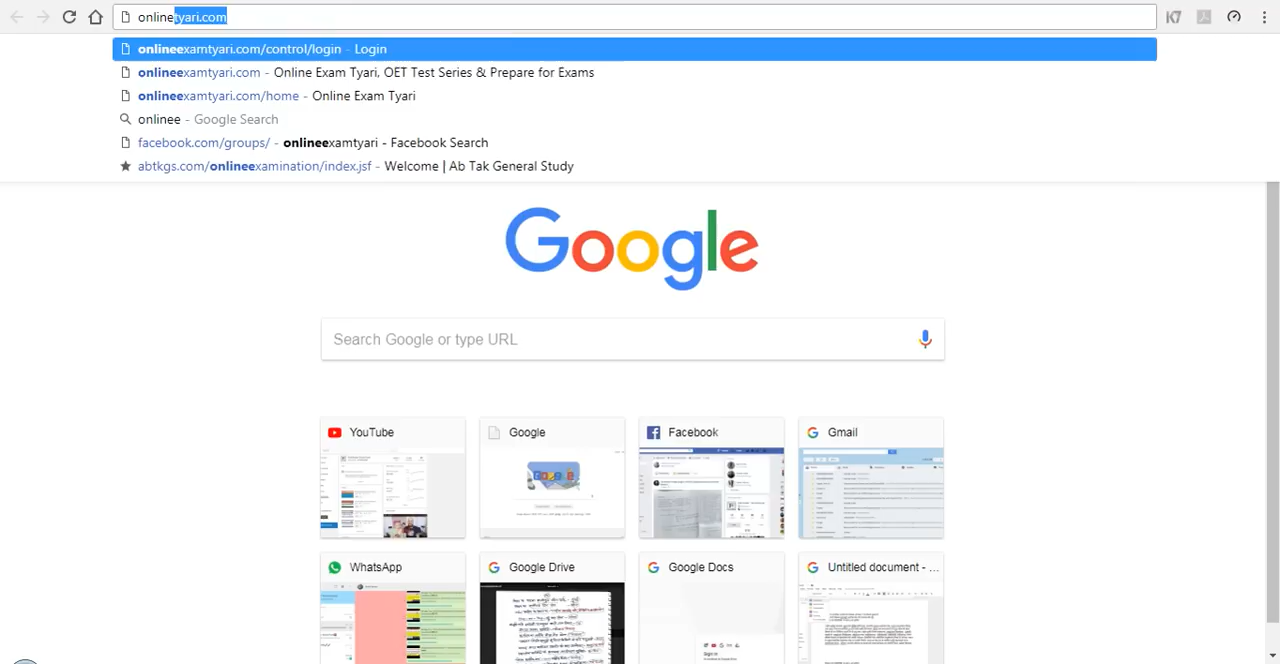 onlinetyari.com
onlineexamtyari.com/control/login - Login
onlineexamtyari.com - Online Exam Tyari, OET Test Series & Prepare for Exams
onlineexamtyari.com/home - Online Exam Tyari
onlinee - Google Search
facebook.com/groups/ - onlineexamtyari - Facebook Search
abtkgs.com/onlineexamination/index.jsf - Welcome | Ab Tak General Study
Google
Search Google or type URL
YouTube Google Facebook Gmail
WhatsApp Google Drive Google Docs Untitled document - ...